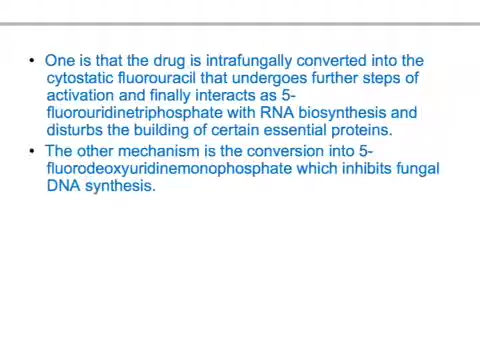 • One is that the drug is intrafungally converted into the
cytostatic fluorouracil that undergoes further steps of
activation and finally interacts as 5-
fluorouridinetriphosphate with RNA biosynthesis and
disturbs the building of certain essential proteins.
• The other mechanism is the conversion into 5-
fluorodeoxyuridinemonophosphate which inhibits fungal
DNA synthesis.